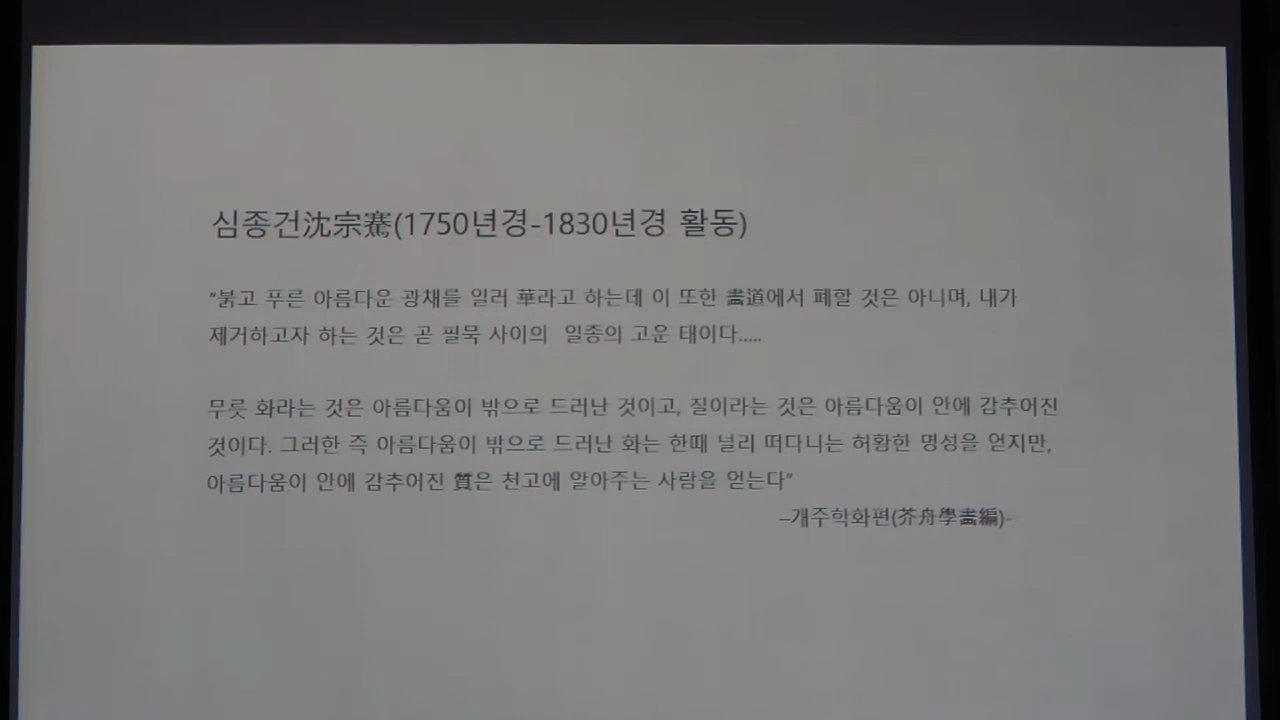 심종건沈宗騫(1750년경-1830년경 활동)
“붉고 푸른 아름다운 광채를 일러 華라고 하는데 이 또한 畵道에서 폐할 것은 아니며, 내가
제거하고자 하는 것은 곧 필묵 사이의 일종의 고운 태이다.....
무릇 화라는 것은 아름다움이 밖으로 드러난 것이고, 질이라는 것은 아름다움이 안에 감추어진
것이다. 그러한 즉 아름다움이 밖으로 드러난 화는 한때 널리 떠다니는 허황한 명성을 얻지만,
아름다움이 안에 감추어진 質은 천고에 알아주는 사람을 얻는다”
–개주학화편(芥舟學畵編)-